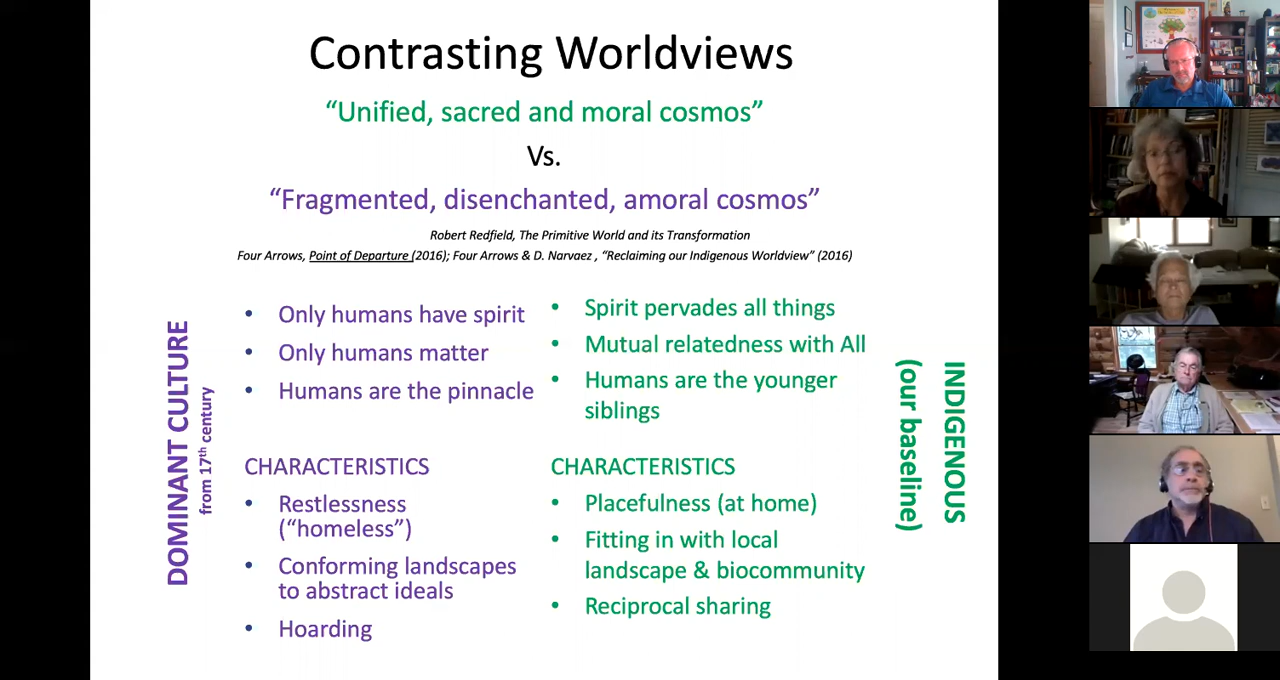 Contrasting Worldviews
“Unified, sacred and moral cosmos”
Vs.
“Fragmented, disenchanted, amoral cosmos”
Robert Redfield, The Primitive World and its Transformation
Four Arrows, Point of Departure (2016); Four Arrows & D. Narvaez , “Reclaiming our Indigenous Worldview” (2016)
DOMINANT CULTURE
from 17th century
• Only humans have spirit
• Only humans matter
• Humans are the pinnacle
CHARACTERISTICS
• Restlessness
(“homeless”)
• Conforming landscapes
to abstract ideals
• Hoarding
• Spirit pervades all things
• Mutual relatedness with All
• Humans are the younger
siblings
CHARACTERISTICS
• Placefulness (at home)
• Fitting in with local
landscape & biocommunity
• Reciprocal sharing
INDIGENOUS
(our baseline)